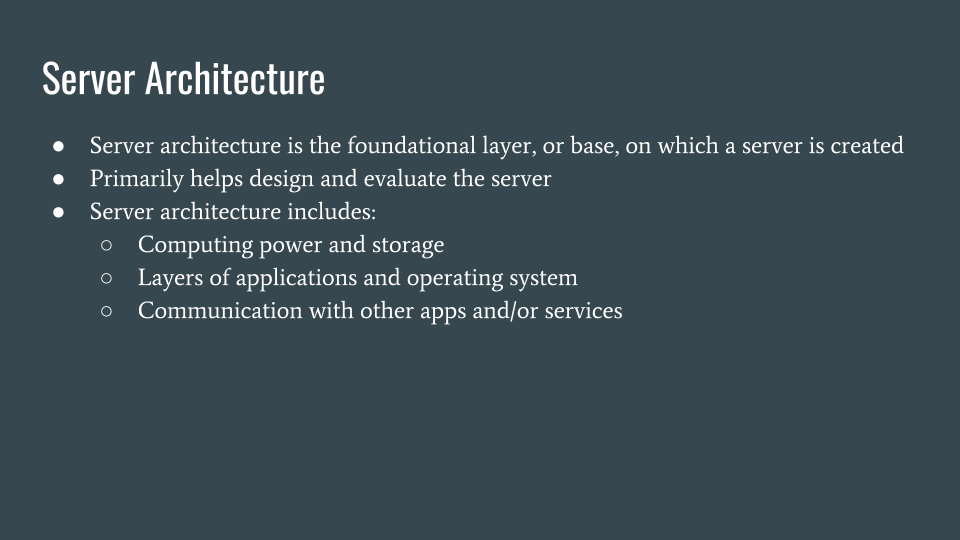 Server Architecture
● Server architecture is the foundational layer, or base, on which a server is created
● Primarily helps design and evaluate the server
● Server architecture includes:
○ Computing power and storage
○ Layers of applications and operating system
○ Communication with other apps and/or services